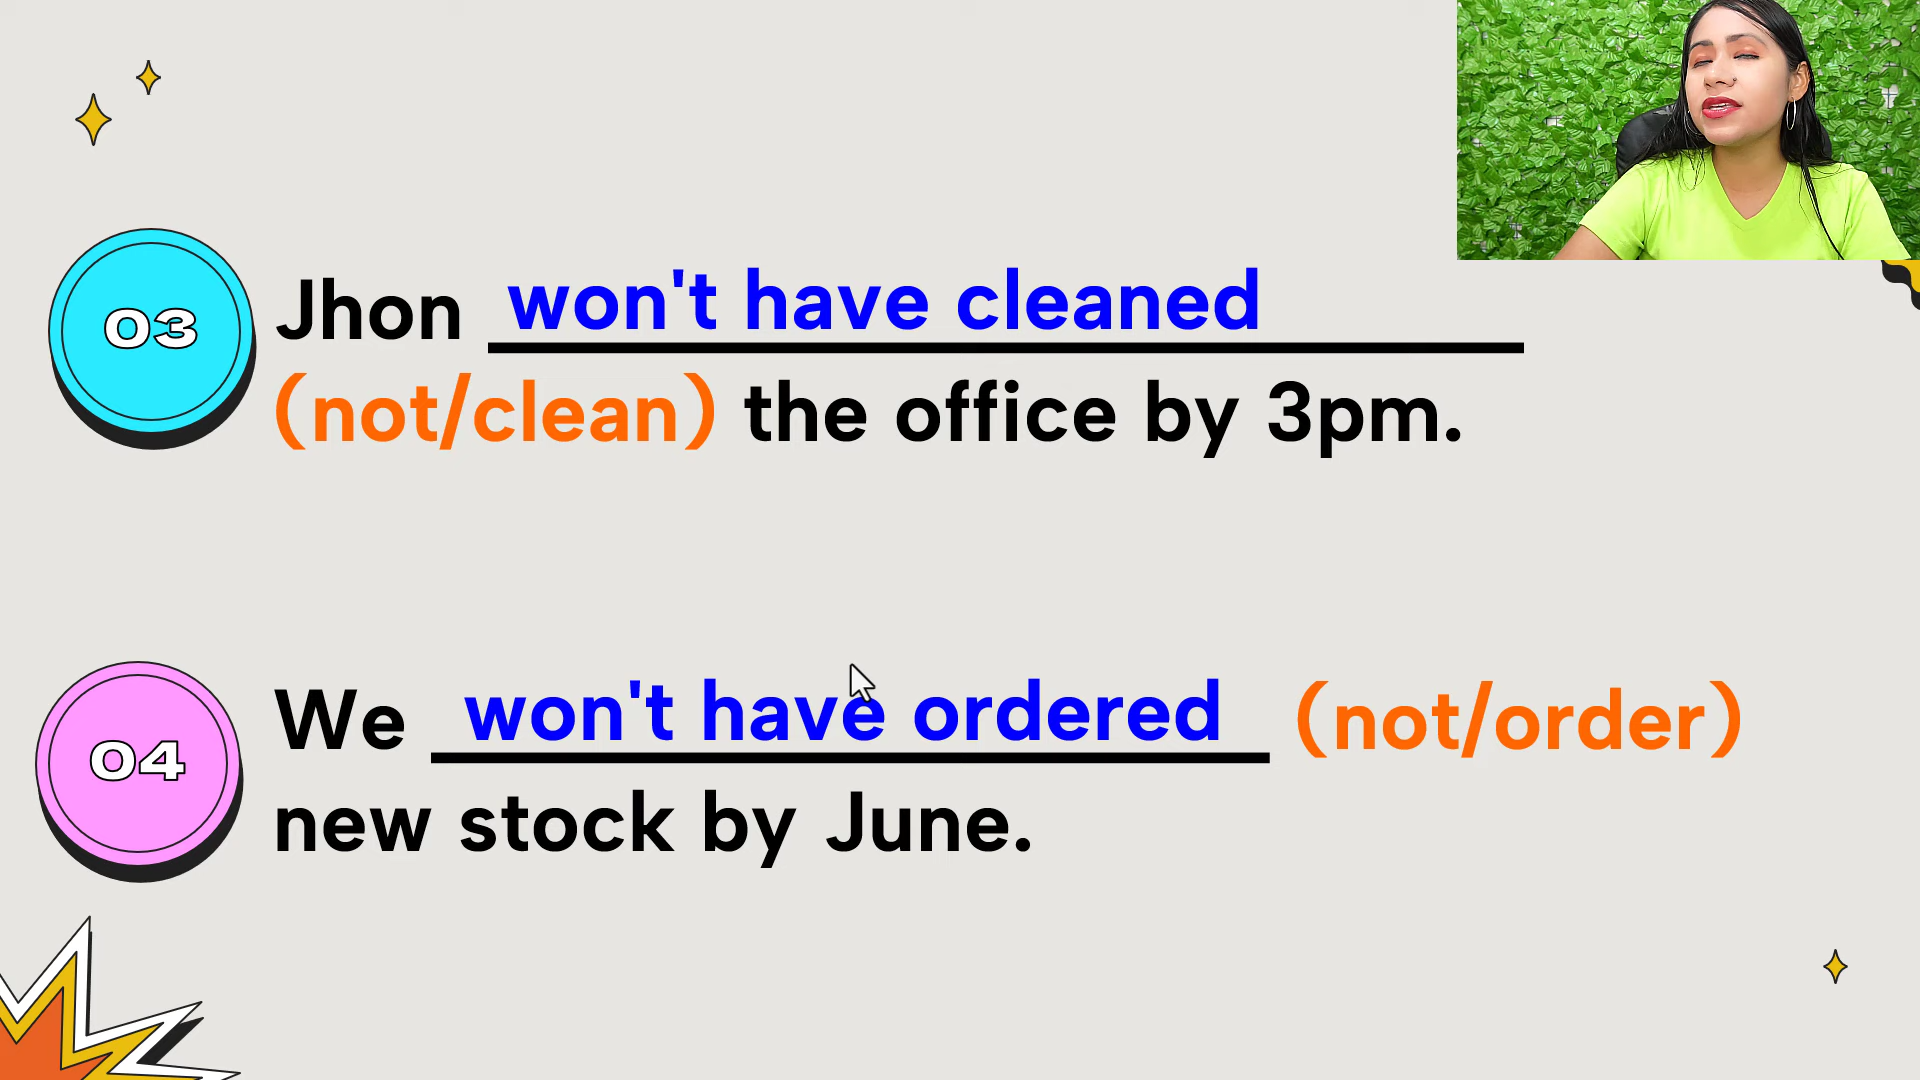 03
Jhon won't have cleaned
(not/clean) the office by 3pm.
04
We won't have ordered (not/order)
new stock by June.